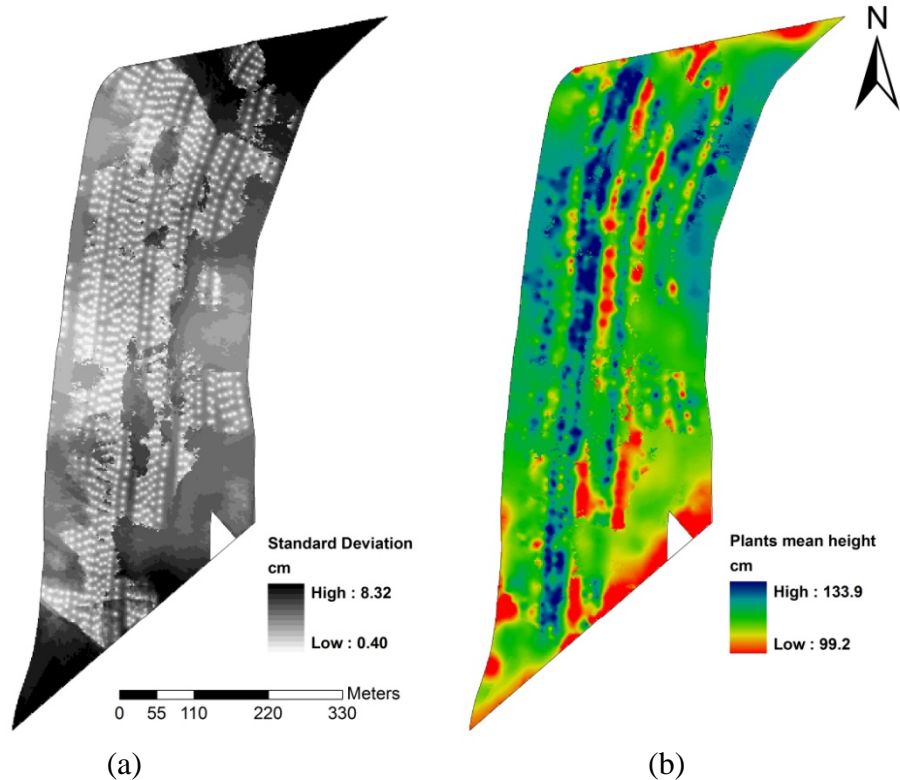 N
Standard Deviation
cm
High : 8.32
Low : 0.40
Meters
0 55 110 220 330
Plants mean height
cm
High : 133.9
Low : 99.2
(a)
(b)